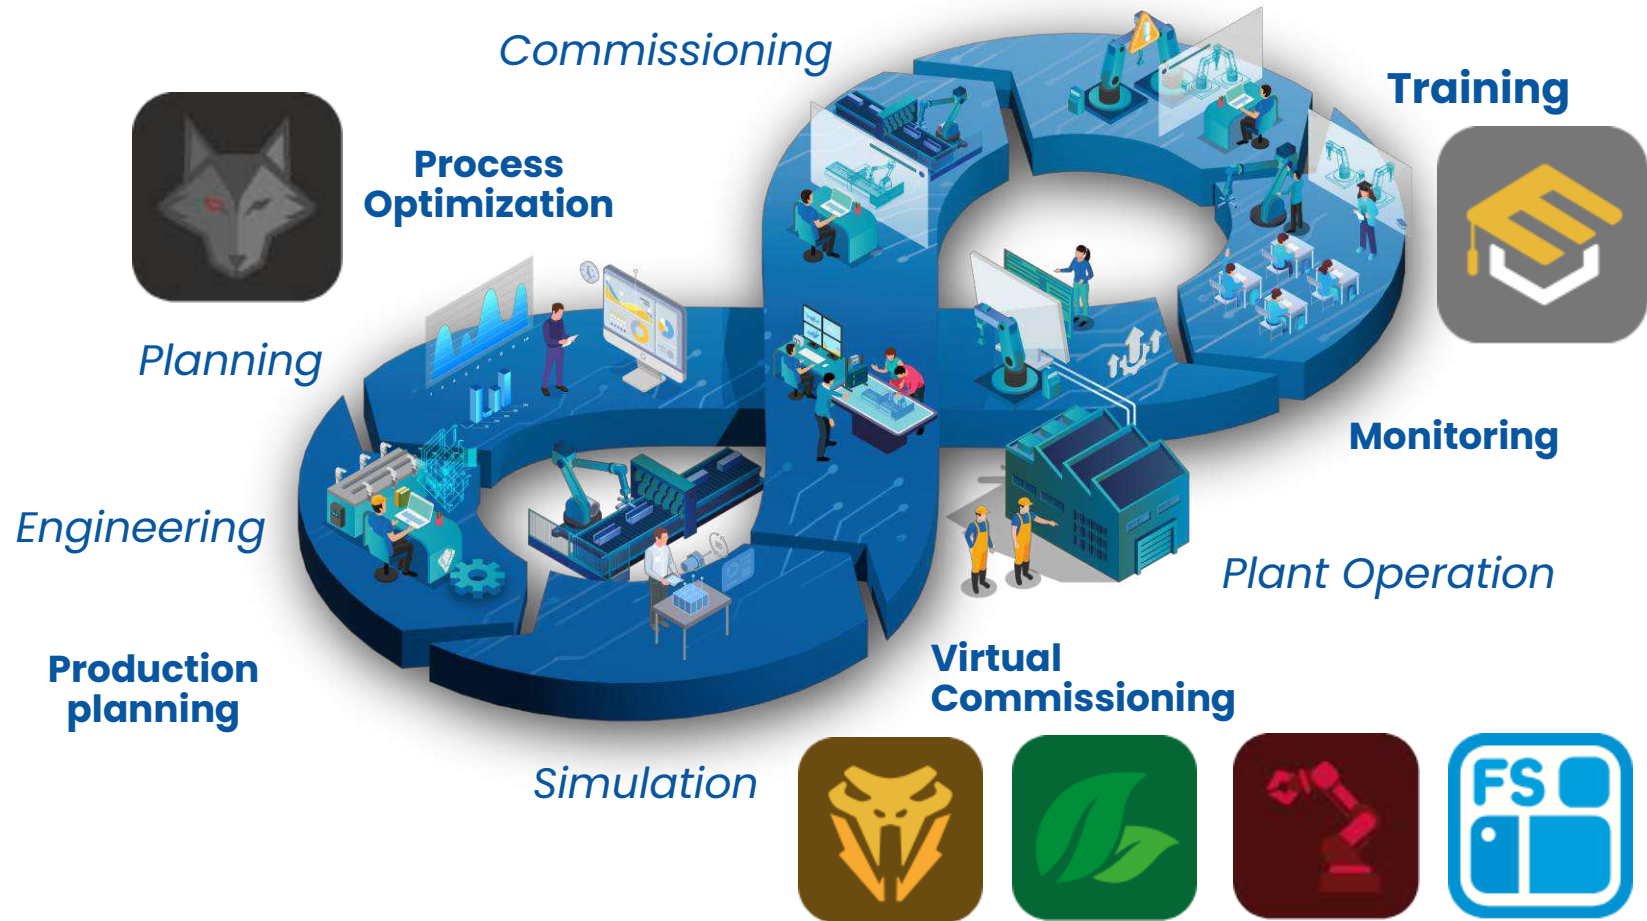 Commissioning
Training
Process
Optimization
Planning
Monitoring
Engineering
Plant Operation
Production
planning
Virtual
Commissioning
Simulation
FS